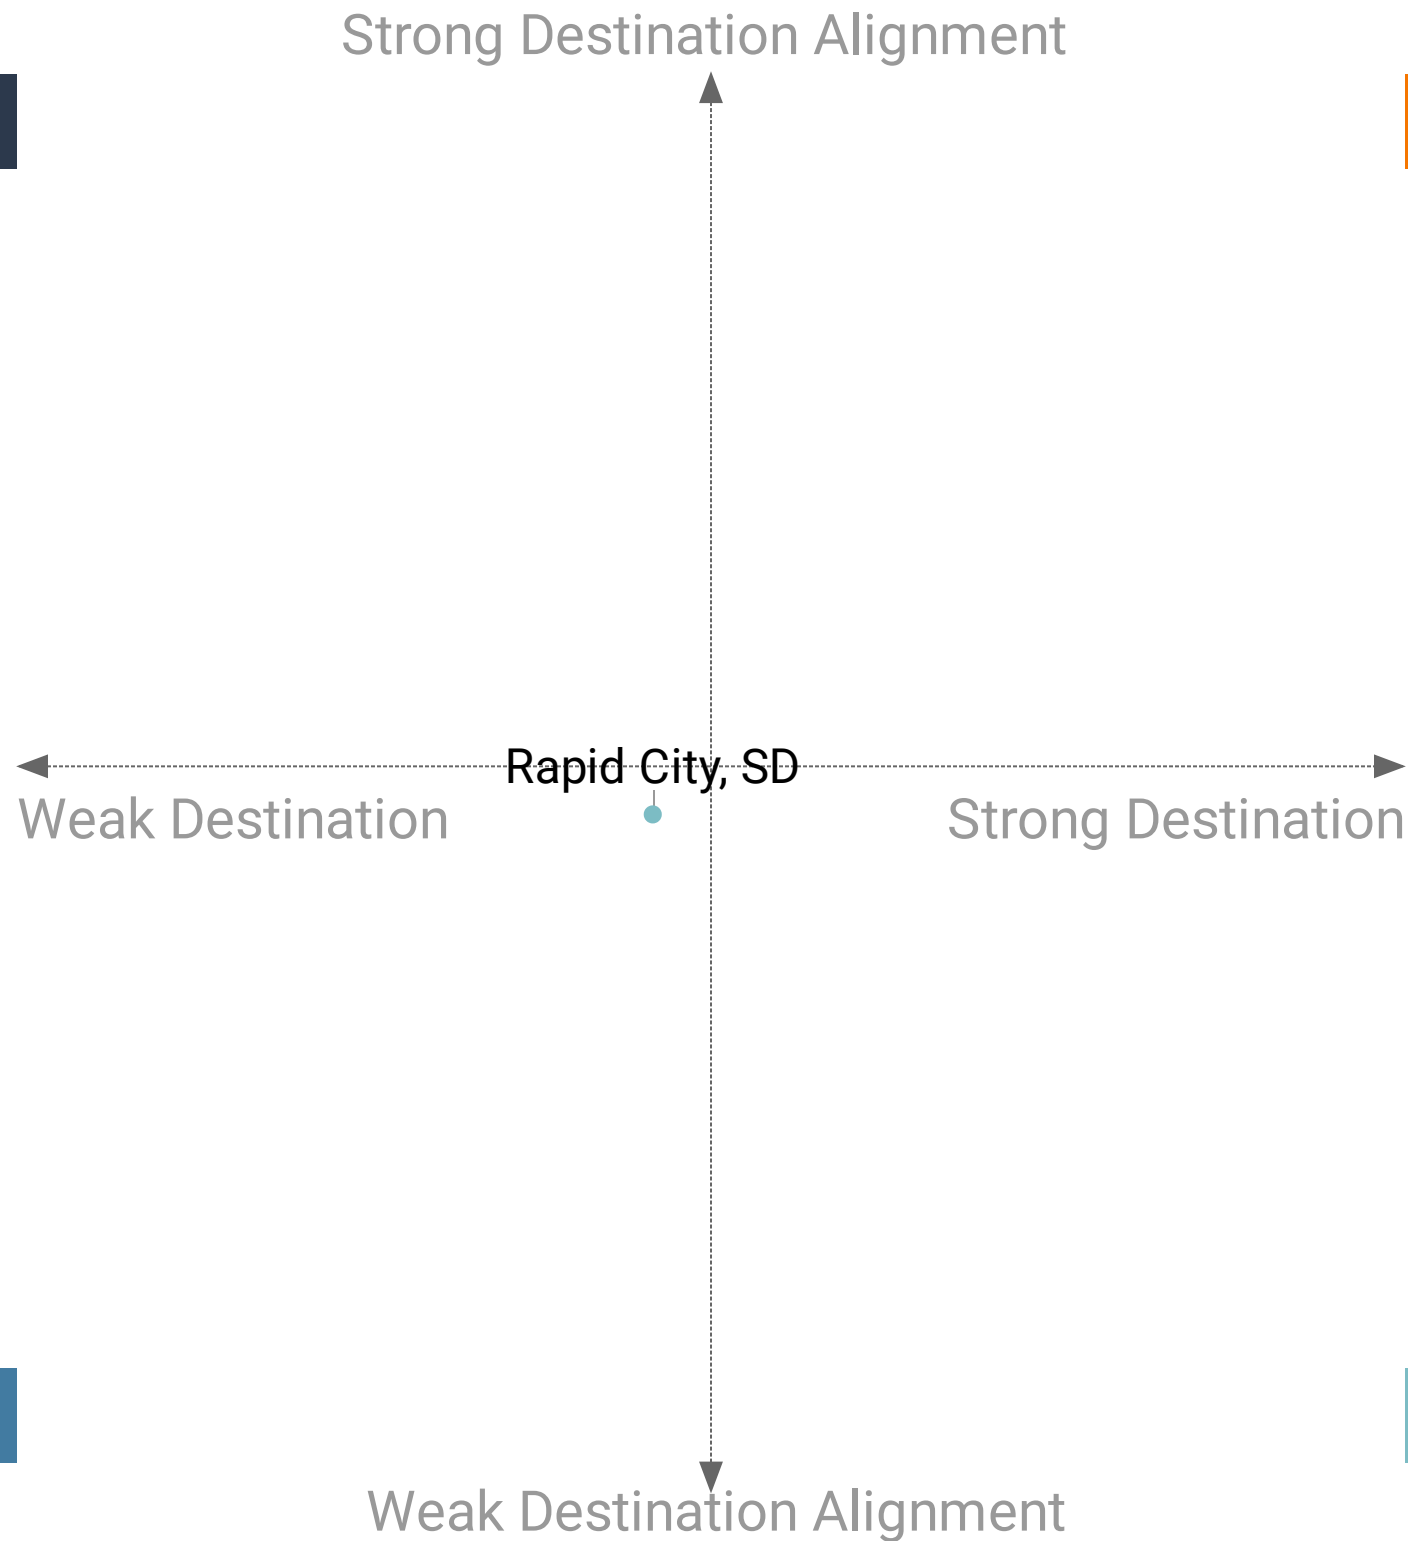 Strong Destination Alignment
Rapid City, SD
Weak Destination
Strong Destination
Weak Destination Alignment